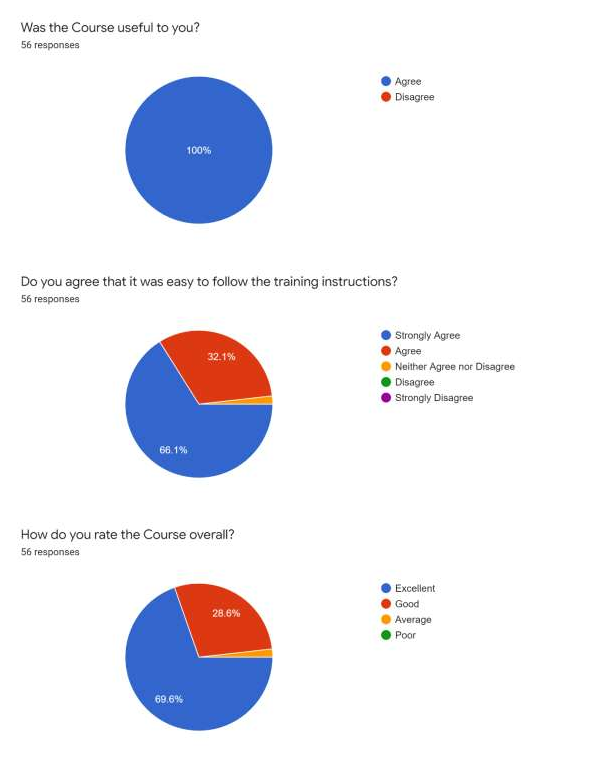 Was the Course useful to you?
56 responses
Agree
Disagree
100%
Do you agree that it was easy to follow the training instructions?
56 responses
Strongly Agree
Agree
Neither Agree nor Disagree
Disagree
Strongly Disagree
32.1%
66.1%
How do you rate the Course overall?
56 responses
Excellent
Good
Average
Poor
28.6%
69.6%